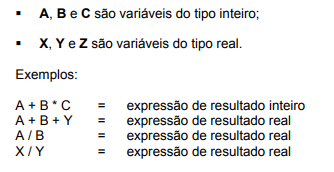 ▪ A, B e C são variáveis do tipo inteiro;
▪ X, Y e Z são variáveis do tipo real.
Exemplos:
A + B * C = expressão de resultado inteiro
A + B + Y = expressão de resultado real
A / B = expressão de resultado real
X / Y = expressão de resultado real